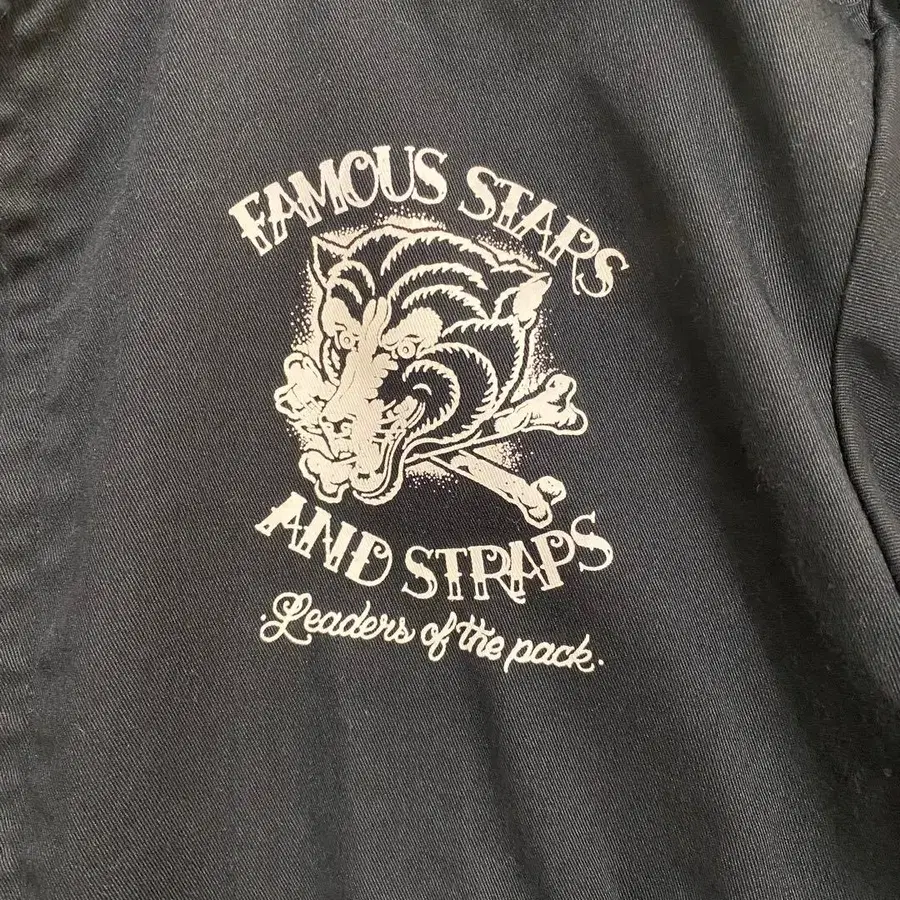 FAMOUS STARS
AND STRAPS
Leaders of the pack.